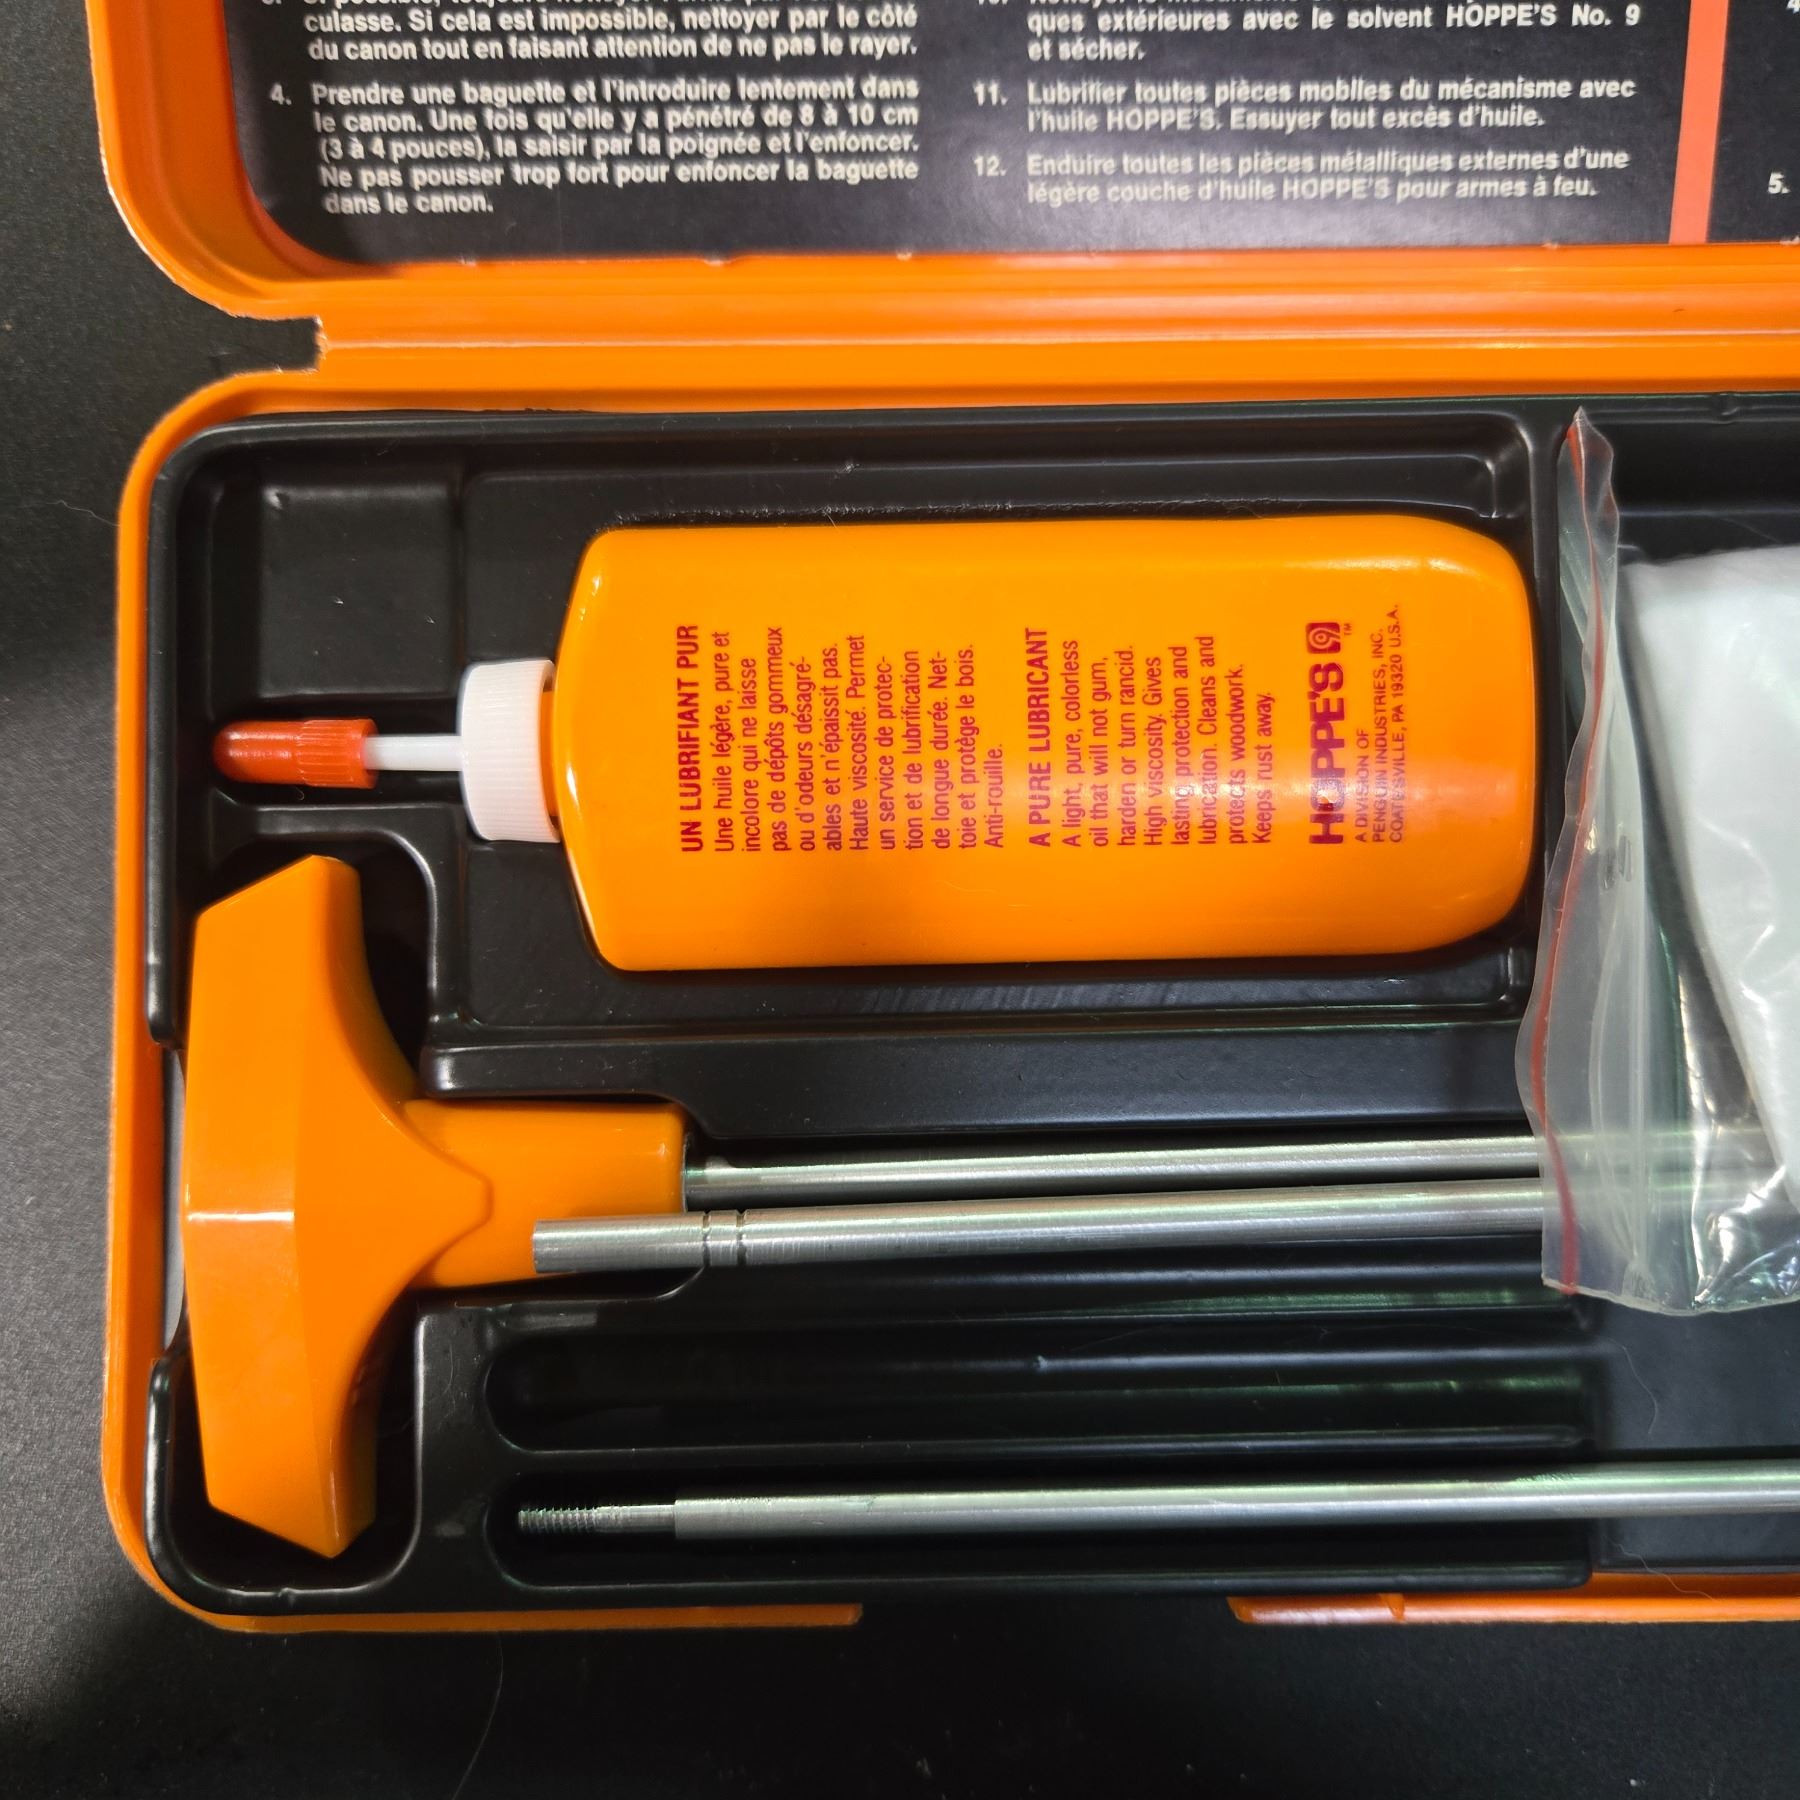 culasse. Si cela est impossible, nettoyer par le côté
du canon tout en faisant attention de ne pas le rayer.
4. Prendre une baguette et l'introduire lentement dans
le canon. Une fois qu'elle y a pénétré de 8 à 10 cm
(3 à 4 pouces), la saisir par la poignée et l'enfoncer.
Ne pas pousser trop fort pour enfoncer la baguette
dans le canon.
ques extérieures avec le solvent HOPPE'S No. 9
et sécher.
11. Lubrifier toutes pièces mobiles du mécanisme avec
l'huile HOPPE'S. Essuyer tout excès d'huile.
12. Enduire toutes les pièces métalliques externes d'une
légère couche d'huile HOPPE'S pour armes à feu.
5.
UN LUBRIFIANT PUR
Une huile légére, pure et
incolore qui ne laisse
pas de dépôts gommeux
ou d'odeurs désagré-
ables et n'épaissit pas.
Haute viscosité. Permet
un service de protec-
tion et de lubrification
de longue durée. Net-
toie et protège le bois.
Anti-rouille.
A PURE LUBRICANT
A light, pure, colorless
oil that will not gum,
harden or turn rancid.
High viscosity. Gives
lasting protection and
lubrication. Cleans and
protects woodwork.
Keeps rust away.
HOPPE'S 9 ™
A DIVISION OF
PENGUIN INDUSTRIES, INC.
COATESVILLE, PA 19320 U.S.A.